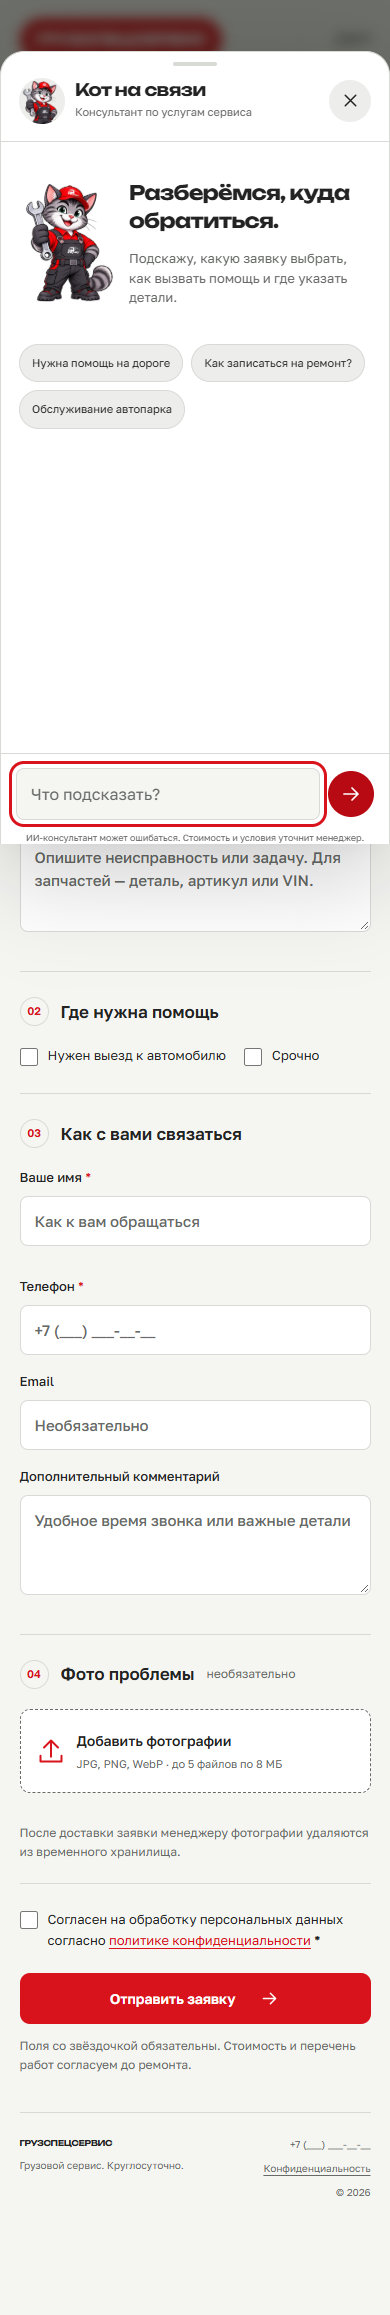 Кот на связи
Консультант по услугам сервиса
Разберёмся, куда
обратиться.
Подскажу, какую заявку выбрать,
как вызвать помощь и где указать
детали.
Нужна помощь на дороге
Как записаться на ремонт?
Обслуживание автопарка
Что подсказать?
ИИ-консультант может ошибаться. Стоимость и условия уточнит менеджер.
Опишите неисправность или задачу. Для
запчастей — деталь, артикул или VIN.
02 Где нужна помощь
Нужен выезд к автомобилю
Срочно
03 Как с вами связаться
Ваше имя *
Как к вам обращаться
Телефон *
+7 (___) ___-__-__
Email
Необязательно
Дополнительный комментарий
Удобное время звонка или важные детали
04 Фото проблемы необязательно
Добавить фотографии
JPG, PNG, WebP · до 5 файлов по 8 МБ
После доставки заявки менеджеру фотографии удаляются
из временного хранилища.
Согласен на обработку персональных данных
согласно политике конфиденциальности *
Отправить заявку
Поля со звёздочкой обязательны. Стоимость и перечень
работ согласуем до ремонта.
ГРУЗСПЕЦСЕРВИС
+7 (___) ___-__-__
Грузовой сервис. Круглосуточно.
Конфиденциальность
© 2026